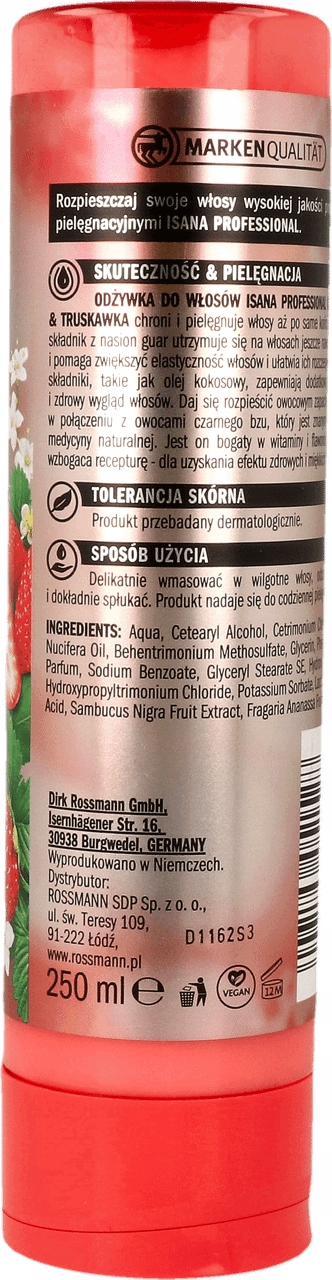 MARKENQUALITÄT
Rozpieszczaj swoje włosy wysokiej jakości
pielęgnacyjnymi ISANA PROFESSIONAL.
SKUTECZNOŚĆ & PIELĘGNACJA
ODŻYWKA DO WŁOSÓW ISANA PROFESSIONAL
& TRUSKAWKA chroni i pielęgnuje włosy aż po same
składnik z nasion guar utrzymuje się na włosach jeszcze
i pomaga zwiększyć elastyczność włosów i ułatwia ich
składniki, takie jak olej kokosowy, zapewniają
i zdrowy wygląd włosów. Daj się rozpieścić owocowym
w połączeniu z owocami czarnego bzu, który jest
medycyny naturalnej. Jest on bogaty w witaminy i
wzbogaca recepturę - dla uzyskania efektu zdrowych i
TOLERANCJA SKÓRNA
Produkt przebadany dermatologicznie.
SPOSÓB UŻYCIA
Delikatnie wmasować w wilgotne włosy,
i dokładnie spłukać. Produkt nadaje się do codziennej
INGREDIENTS: Aqua, Cetearyl Alcohol, Cetrimonium
Nucifera Oil, Behentrimonium Methosulfate, Glycerin,
Parfum, Sodium Benzoate, Glyceryl Stearate SE,
Hydroxypropyltrimonium Chloride, Potassium Sorbate,
Acid, Sambucus Nigra Fruit Extract, Fragaria Ananassa
Dirk Rossmann GmbH,
Isernhägener Str. 16,
30938 Burgwedel, GERMANY
Wyprodukowano w Niemczech.
Dystrybutor:
ROSSMANN SDP Sp. z o. o.,
ul. św. Teresy 109,
91-222 Łódź,
www.rossmann.pl
D1162S3
250 ml e
VEGAN
12M